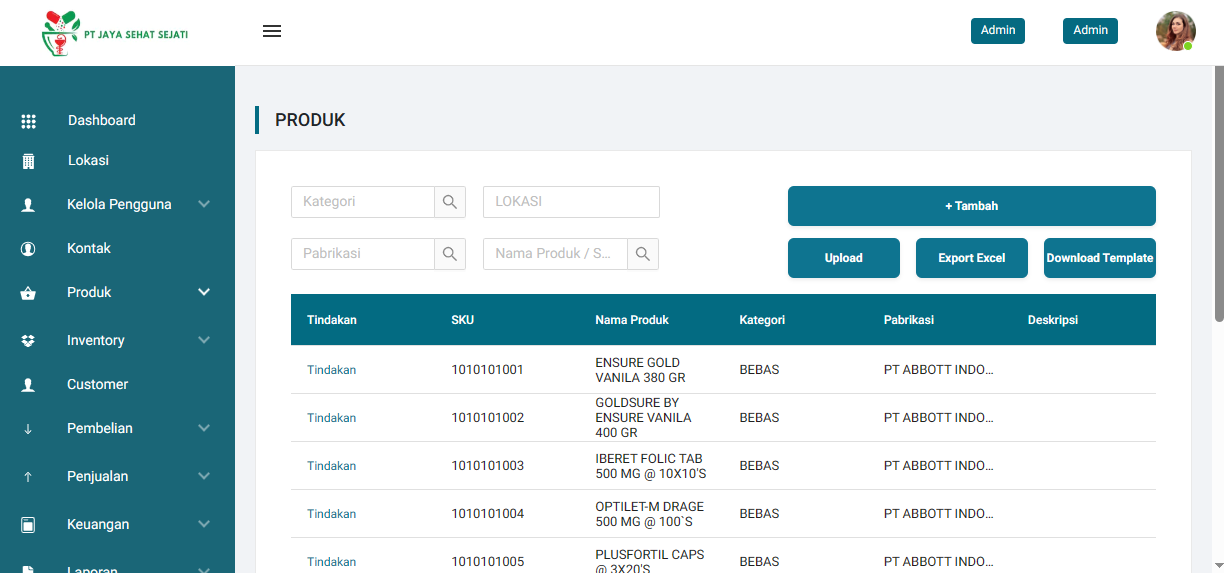 PT JAYA SEHAT SEJATI
Admin
Admin
Dashboard
Lokasi
Kelola Pengguna
Kontak
Produk
Inventory
Customer
Pembelian
Penjualan
Keuangan
Laporan
PRODUK
Kategori
LOKASI
+ Tambah
Pabrikasi
Nama Produk / S...
Upload
Export Excel
Download Template
Tindakan SKU Nama Produk Kategori Pabrikasi Deskripsi
Tindakan 1010101001 ENSURE GOLD
VANILA 380 GR BEBAS PT ABBOTT INDO...
Tindakan 1010101002 GOLDSURE BY
ENSURE VANILA
400 GR BEBAS PT ABBOTT INDO...
Tindakan 1010101003 IBERET FOLIC TAB
500 MG @ 10X10'S BEBAS PT ABBOTT INDO...
Tindakan 1010101004 OPTILET-M DRAGE
500 MG @ 100`S BEBAS PT ABBOTT INDO...
Tindakan 1010101005 PLUSFORTIL CAPS
@ 3X20'S BEBAS PT ABBOTT INDO...